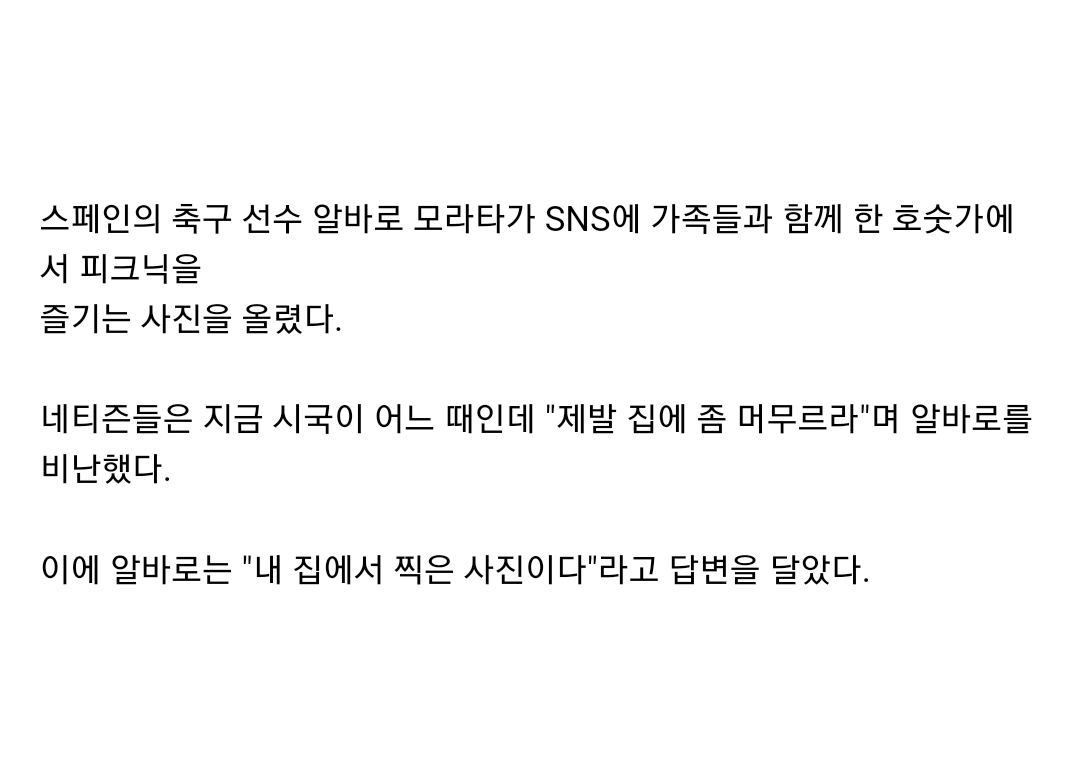 스페인의 축구 선수 알바로 모라타가 SNS에 가족들과 함께 한 호숫가에
서 피크닉을
즐기는 사진을 올렸다.
네티즌들은 지금 시국이 어느 때인데 "제발 집에 좀 머무르라"며 알바로를
비난했다.
이에 알바로는 "내 집에서 찍은 사진이다"라고 답변을 달았다.